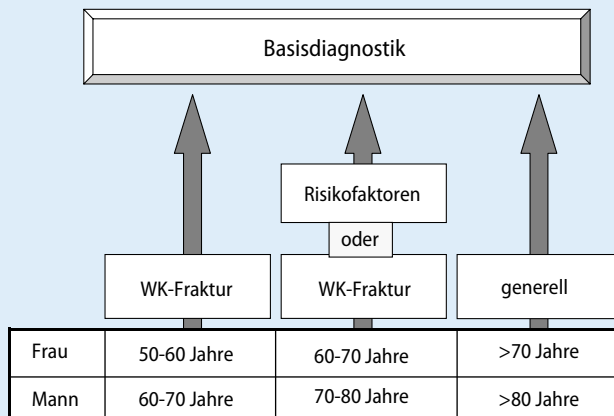 Basisdiagnostik
Risikofaktoren
oder
WK-Fraktur WK-Fraktur generell
Frau 50-60 Jahre 60-70 Jahre >70 Jahre
Mann 60-70 Jahre 70-80 Jahre >80 Jahre